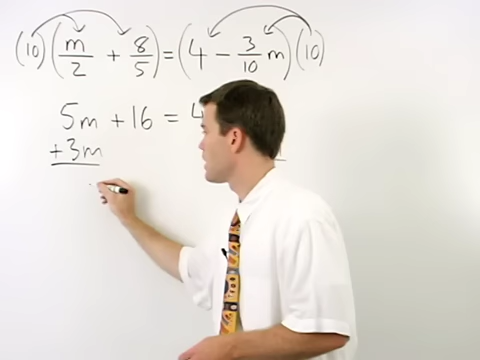 (10)(m/2 + 8/5) = (4 - 3/10 m)(10)
5m + 16 = 4
+3m